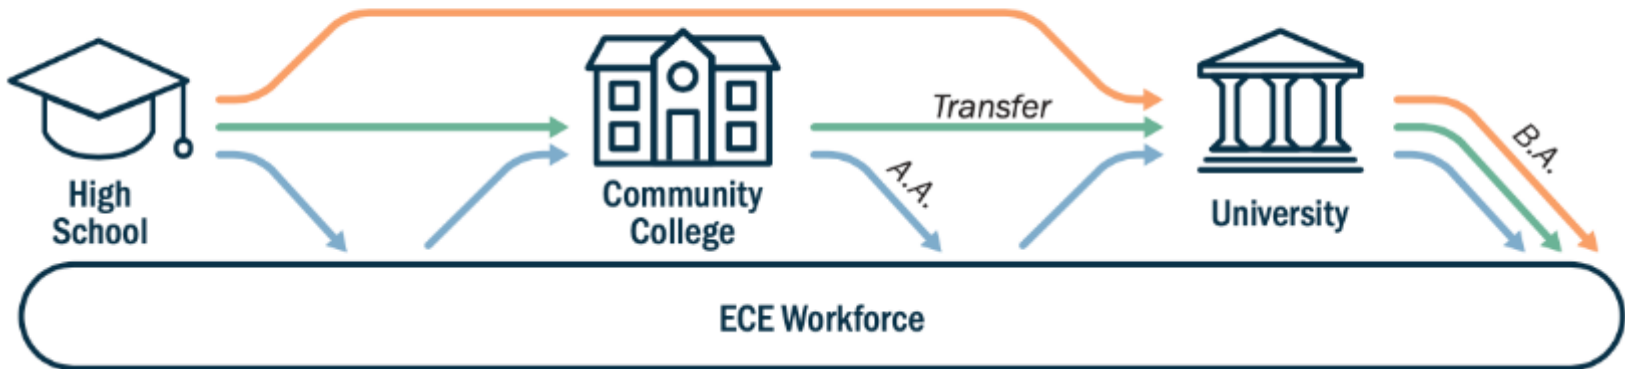 High
School
Community
College
Transfer
A.A.
University
B.A.
ECE Workforce